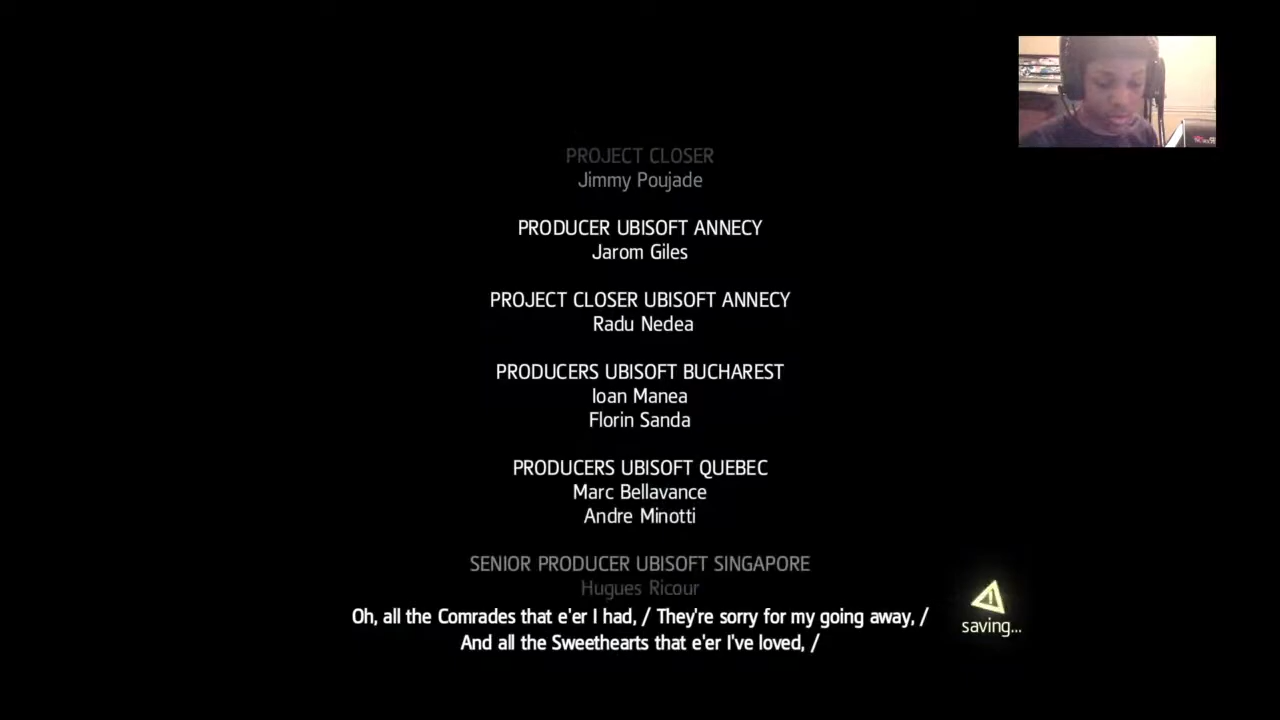 PROJECT CLOSER
Jimmy Poujade
PRODUCER UBISOFT ANNECY
Jarom Giles
PROJECT CLOSER UBISOFT ANNECY
Radu Nedea
PRODUCERS UBISOFT BUCHAREST
Ioan Manea
Florin Sanda
PRODUCERS UBISOFT QUEBEC
Marc Bellavance
Andre Minotti
SENIOR PRODUCER UBISOFT SINGAPORE
Hugues Ricour
Oh, all the Comrades that e'er I had, / They're sorry for my going away, /
And all the Sweethearts that e'er I've loved, /
saving...